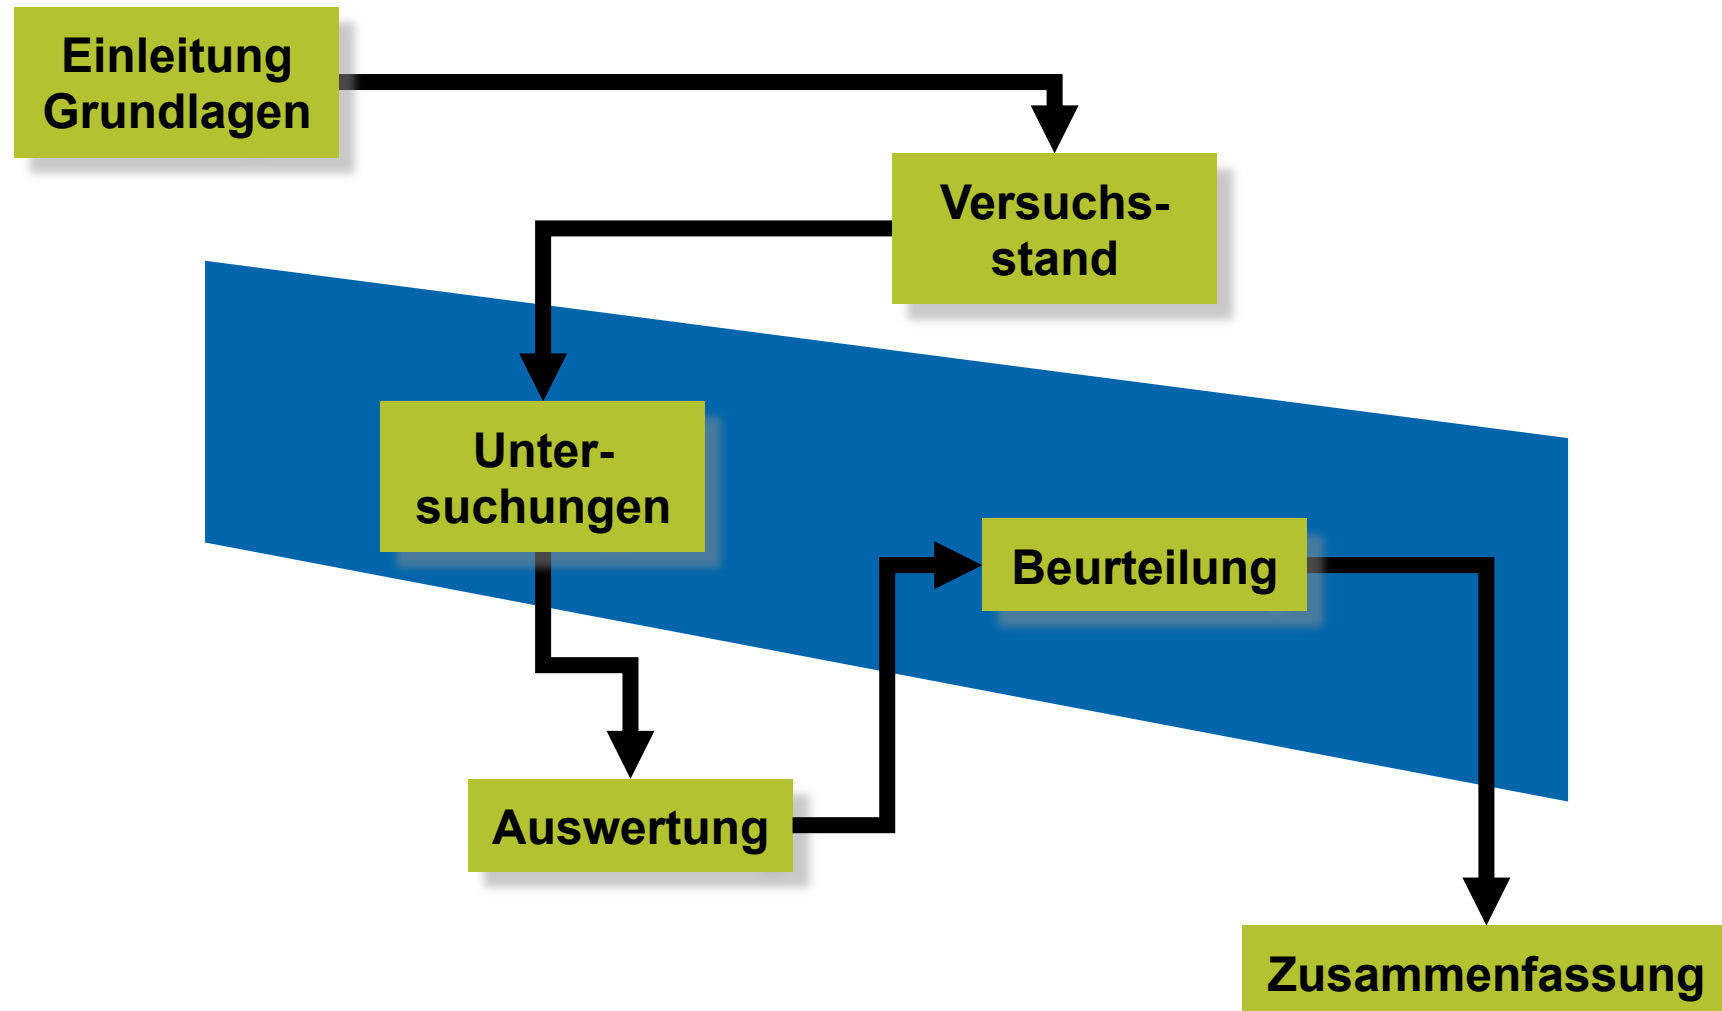 Einleitung
Grundlagen
Versuchs-
stand
Unter-
suchungen
Beurteilung
Auswertung
Zusammenfassung